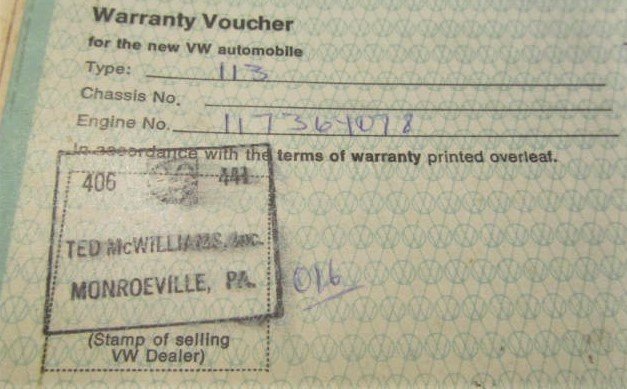 Warranty Voucher
for the new VW automobile
Type: 113
Chassis No.
Engine No. 117364078
In accordance with the terms of warranty printed overleaf.
406 441
TED McWILLIAMS, INC.
MONROEVILLE, PA.
016
(Stamp of selling
VW Dealer)